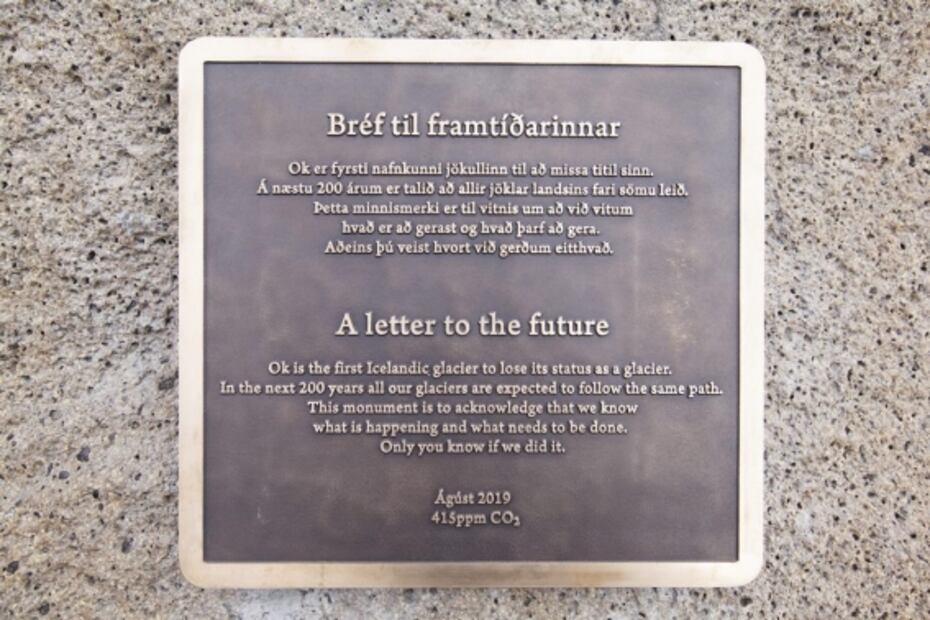 Bréf til framtíðarinnar
Ok er fyrsti nafnkunni jökullinn til að missa titil sinn.
Á næstu 200 árum er talið að allir jöklar landsins fari sömu leið.
Þetta minnismerki er til vitnis um að við vitum
hvað er að gerast og hvað þarf að gera.
Aðeins þú veist hvort við gerðum eitthvað.
A letter to the future
Ok is the first Icelandic glacier to lose its status as a glacier.
In the next 200 years all our glaciers are expected to follow the same path.
This monument is to acknowledge that we know
what is happening and what needs to be done.
Only you know if we did it.
Ágúst 2019
415ppm CO₂